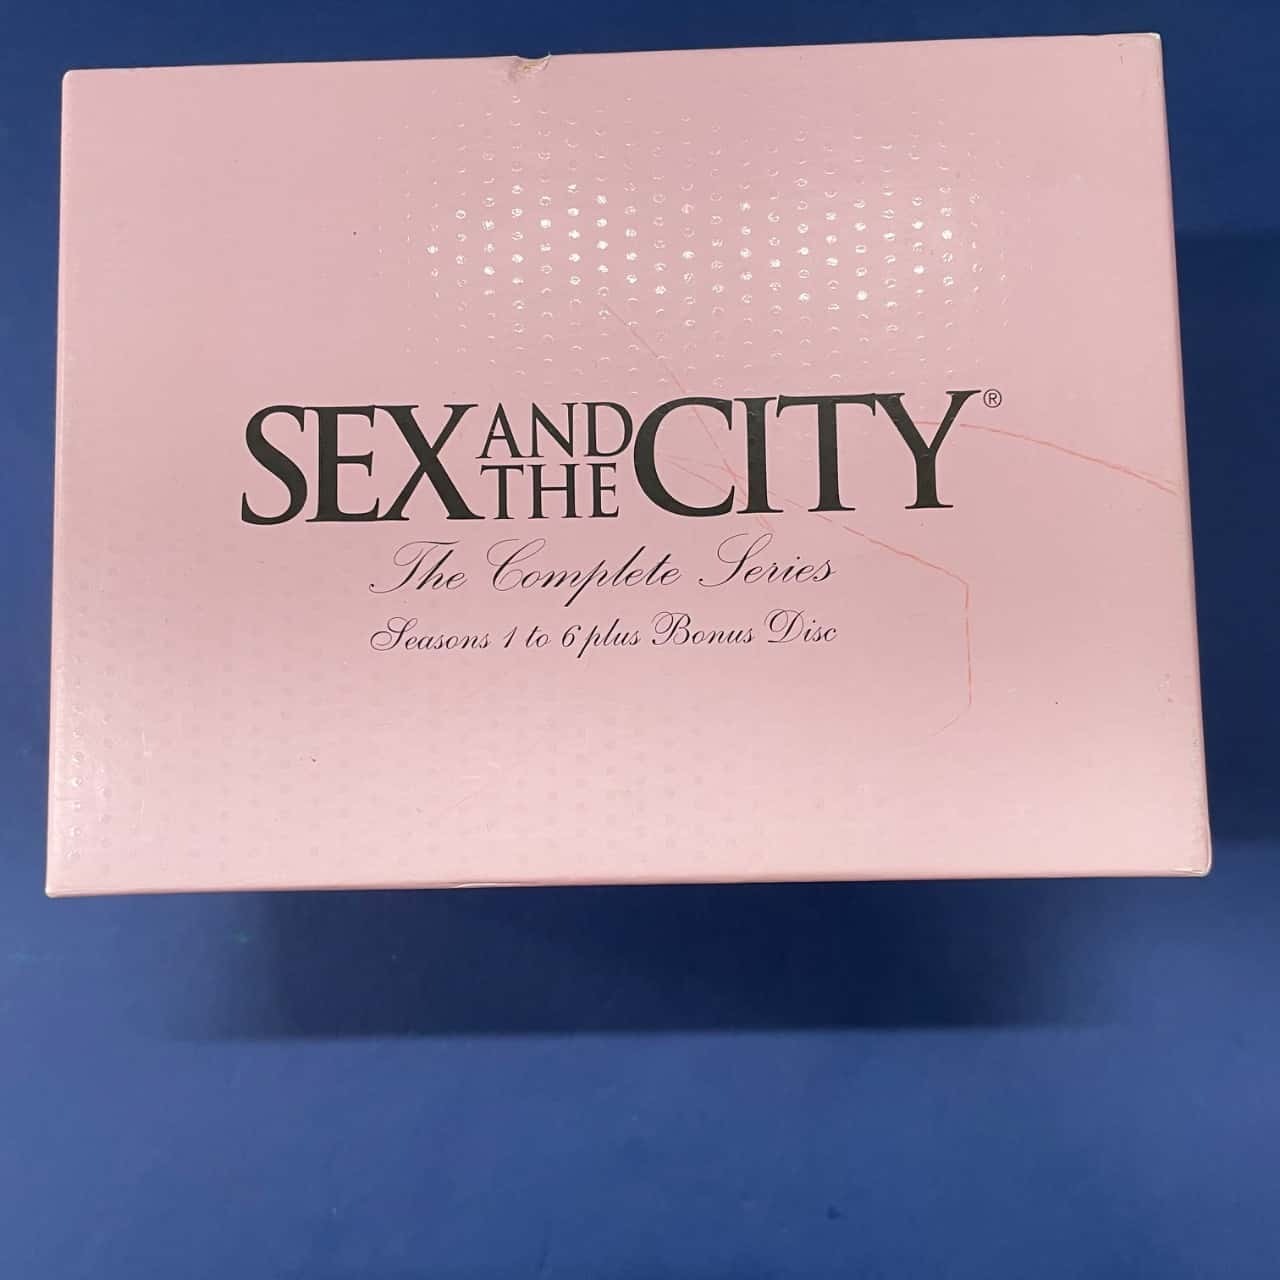 SEX AND THE CITY®
The Complete Series
Seasons 1 to 6 plus Bonus Disc